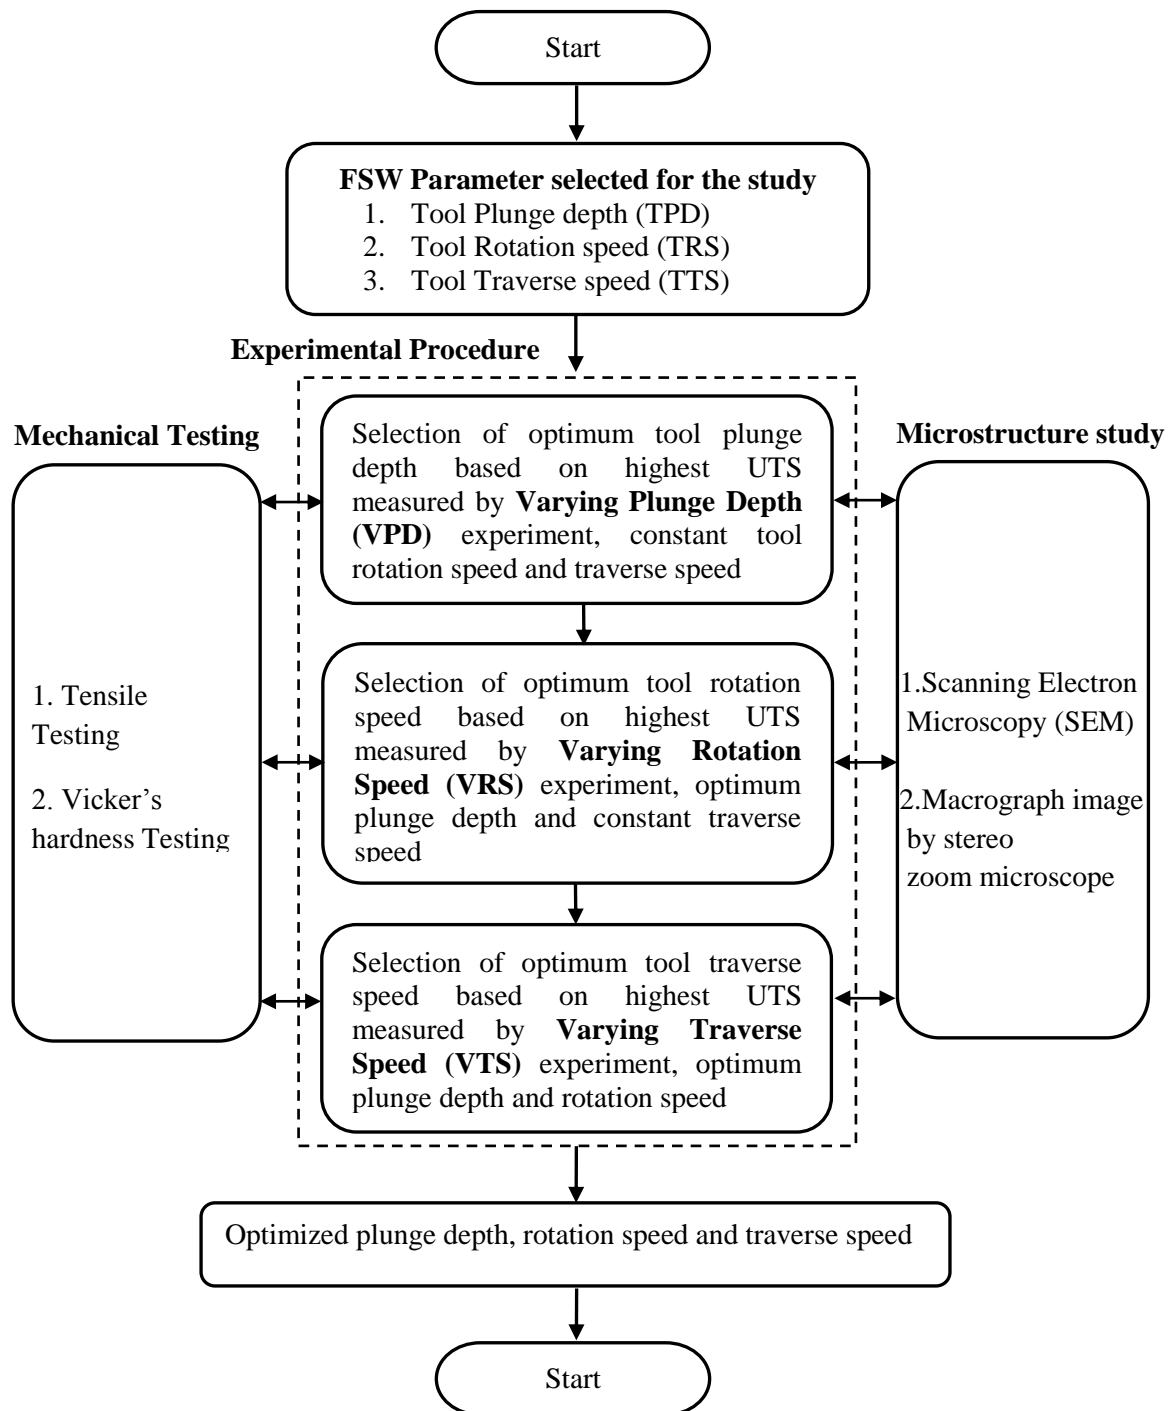 Start
FSW Parameter selected for the study
1. Tool Plunge depth (TPD)
2. Tool Rotation speed (TRS)
3. Tool Traverse speed (TTS)
Experimental Procedure
Mechanical Testing
1. Tensile
Testing
2. Vicker's
hardness Testing
Selection of optimum tool plunge
depth based on highest UTS
measured by Varying Plunge Depth
(VPD) experiment, constant tool
rotation speed and traverse speed
Selection of optimum tool rotation
speed based on highest UTS
measured by Varying Rotation
Speed (VRS) experiment, optimum
plunge depth and constant traverse
speed
Selection of optimum tool traverse
speed based on highest UTS
measured by Varying Traverse
Speed (VTS) experiment, optimum
plunge depth and rotation speed
Microstructure study
1.Scanning Electron
Microscopy (SEM)
2.Macrograph image
by stereo
zoom microscope
Optimized plunge depth, rotation speed and traverse speed
Start